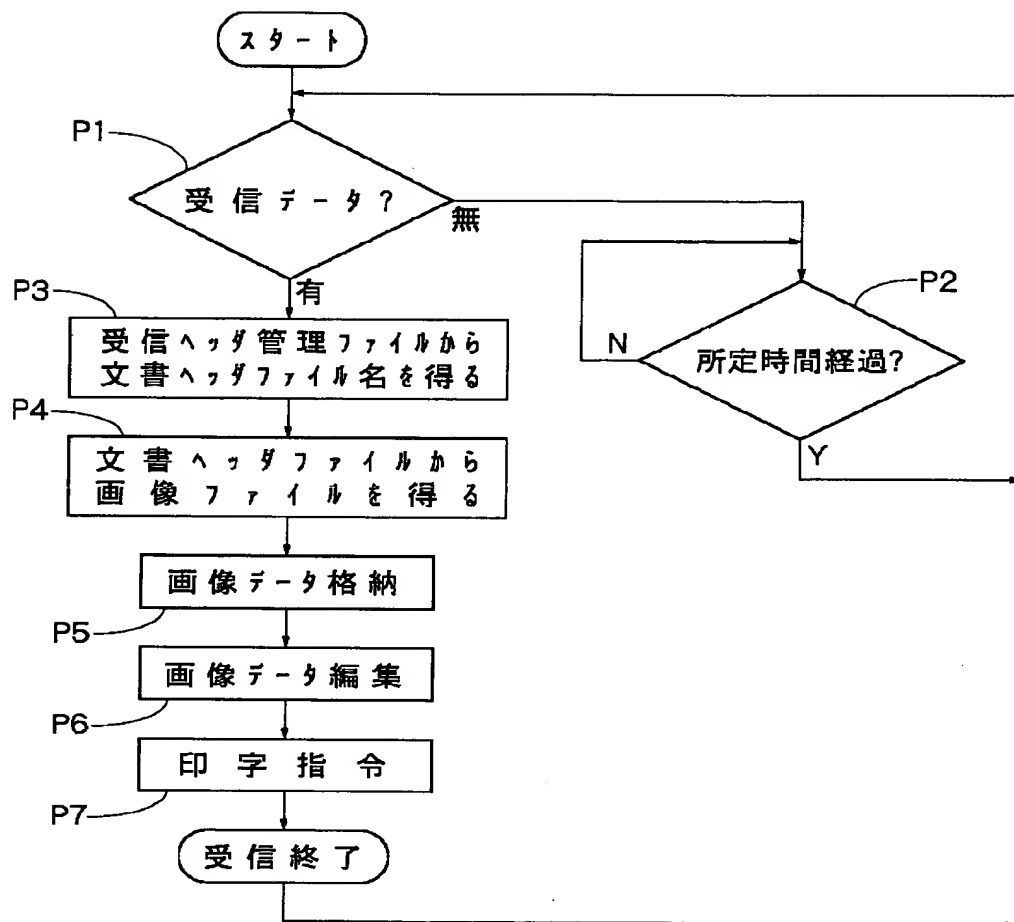 スタート
P1
受信データ?
無
有
P3
受信ヘッダ管理ファイルから
文書ヘッダファイル名を得る
P2
N
所定時間経過?
Y
P4
文書ヘッダファイルから
画像ファイルを得る
画像データ格納
P5
画像データ編集
P6
印字指令
P7
受信終了